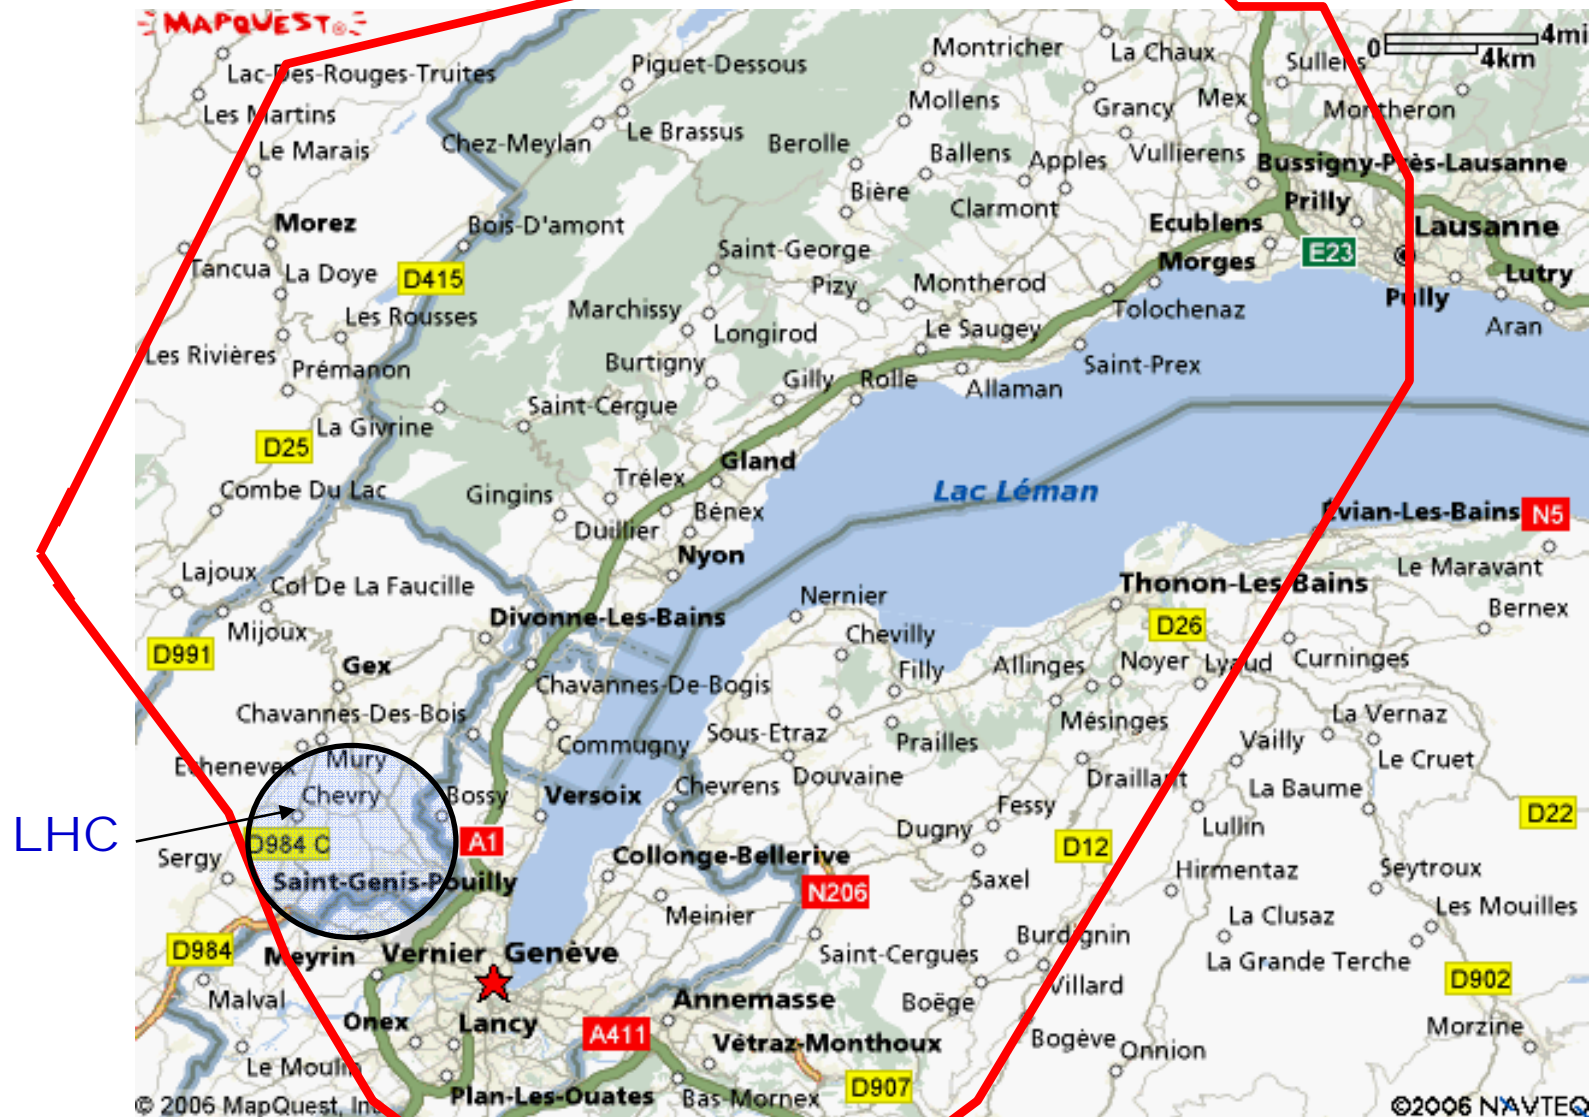 MAPQUEST®
Montricher
La Chaux
0 4mi
4km
Lac-Des-Rouges-Truites
Piguet-Dessous
Sullens
Les Martins
Mollens
Grancy
Mex
Montheron
Le Marais
Chez-Meylan
Le Brassus
Berolle
Ballens
Apples
Vullierens
Bussigny-Près-Lausanne
Bière
Clarmont
Prilly
Morez
Bois-D'amont
Ecublens
Lausanne
Tancua
La Doye
D415
Saint-George
Morges
E23
Lutry
Pizy
Montherod
Pully
Les Rousses
Marchissy
Longirod
Le Saugey
Tolochenaz
Aran
Les Rivières
Prémanon
Burtigny
Gilly
Rolle
Allaman
Saint-Prex
Saint-Cergue
La Givrine
D25
Gland
Trélex
Lac Léman
Combe Du Lac
Gingins
Duillier
Bénex
Évian-Les-Bains
N5
Nyon
Le Maravant
Lajoux
Col De La Faucille
Nernier
Thonon-Les-Bains
Bernex
Mijoux
Divonne-Les-Bains
Chevilly
D26
D991
Gex
Filly
Allinges
Noyer
Lyaud
Curninges
Chavannes-De-Bogis
Chavannes-Des-Bois
Sous-Etraz
Prailles
Mésinges
La Vernaz
Echenevex
Mury
Commugny
Vailly
Le Cruet
Chevrens
Douvaine
Draillant
LHC
Chevry
Bossy
Versoix
Fessy
La Baume
D22
D984 C
A1
Dugny
D12
Lullin
Sergy
Saint-Genis-Pouilly
Collonge-Bellerive
N206
Saxel
Hirmentaz
Seytroux
Meinier
La Clusaz
Les Mouilles
D984
Meyrin
Vernier
Genève
Saint-Cergues
Burdignin
La Grande Terche
D902
Malval
Annemasse
Boëge
Villard
Onex
Lancy
A411
Vétraz-Monthoux
Bogève
Onnion
Morzine
Le Moulin
Plan-Les-Ouates
Bas-Mornex
D907
© 2006 MapQuest, In
©2006 NAVTEQ